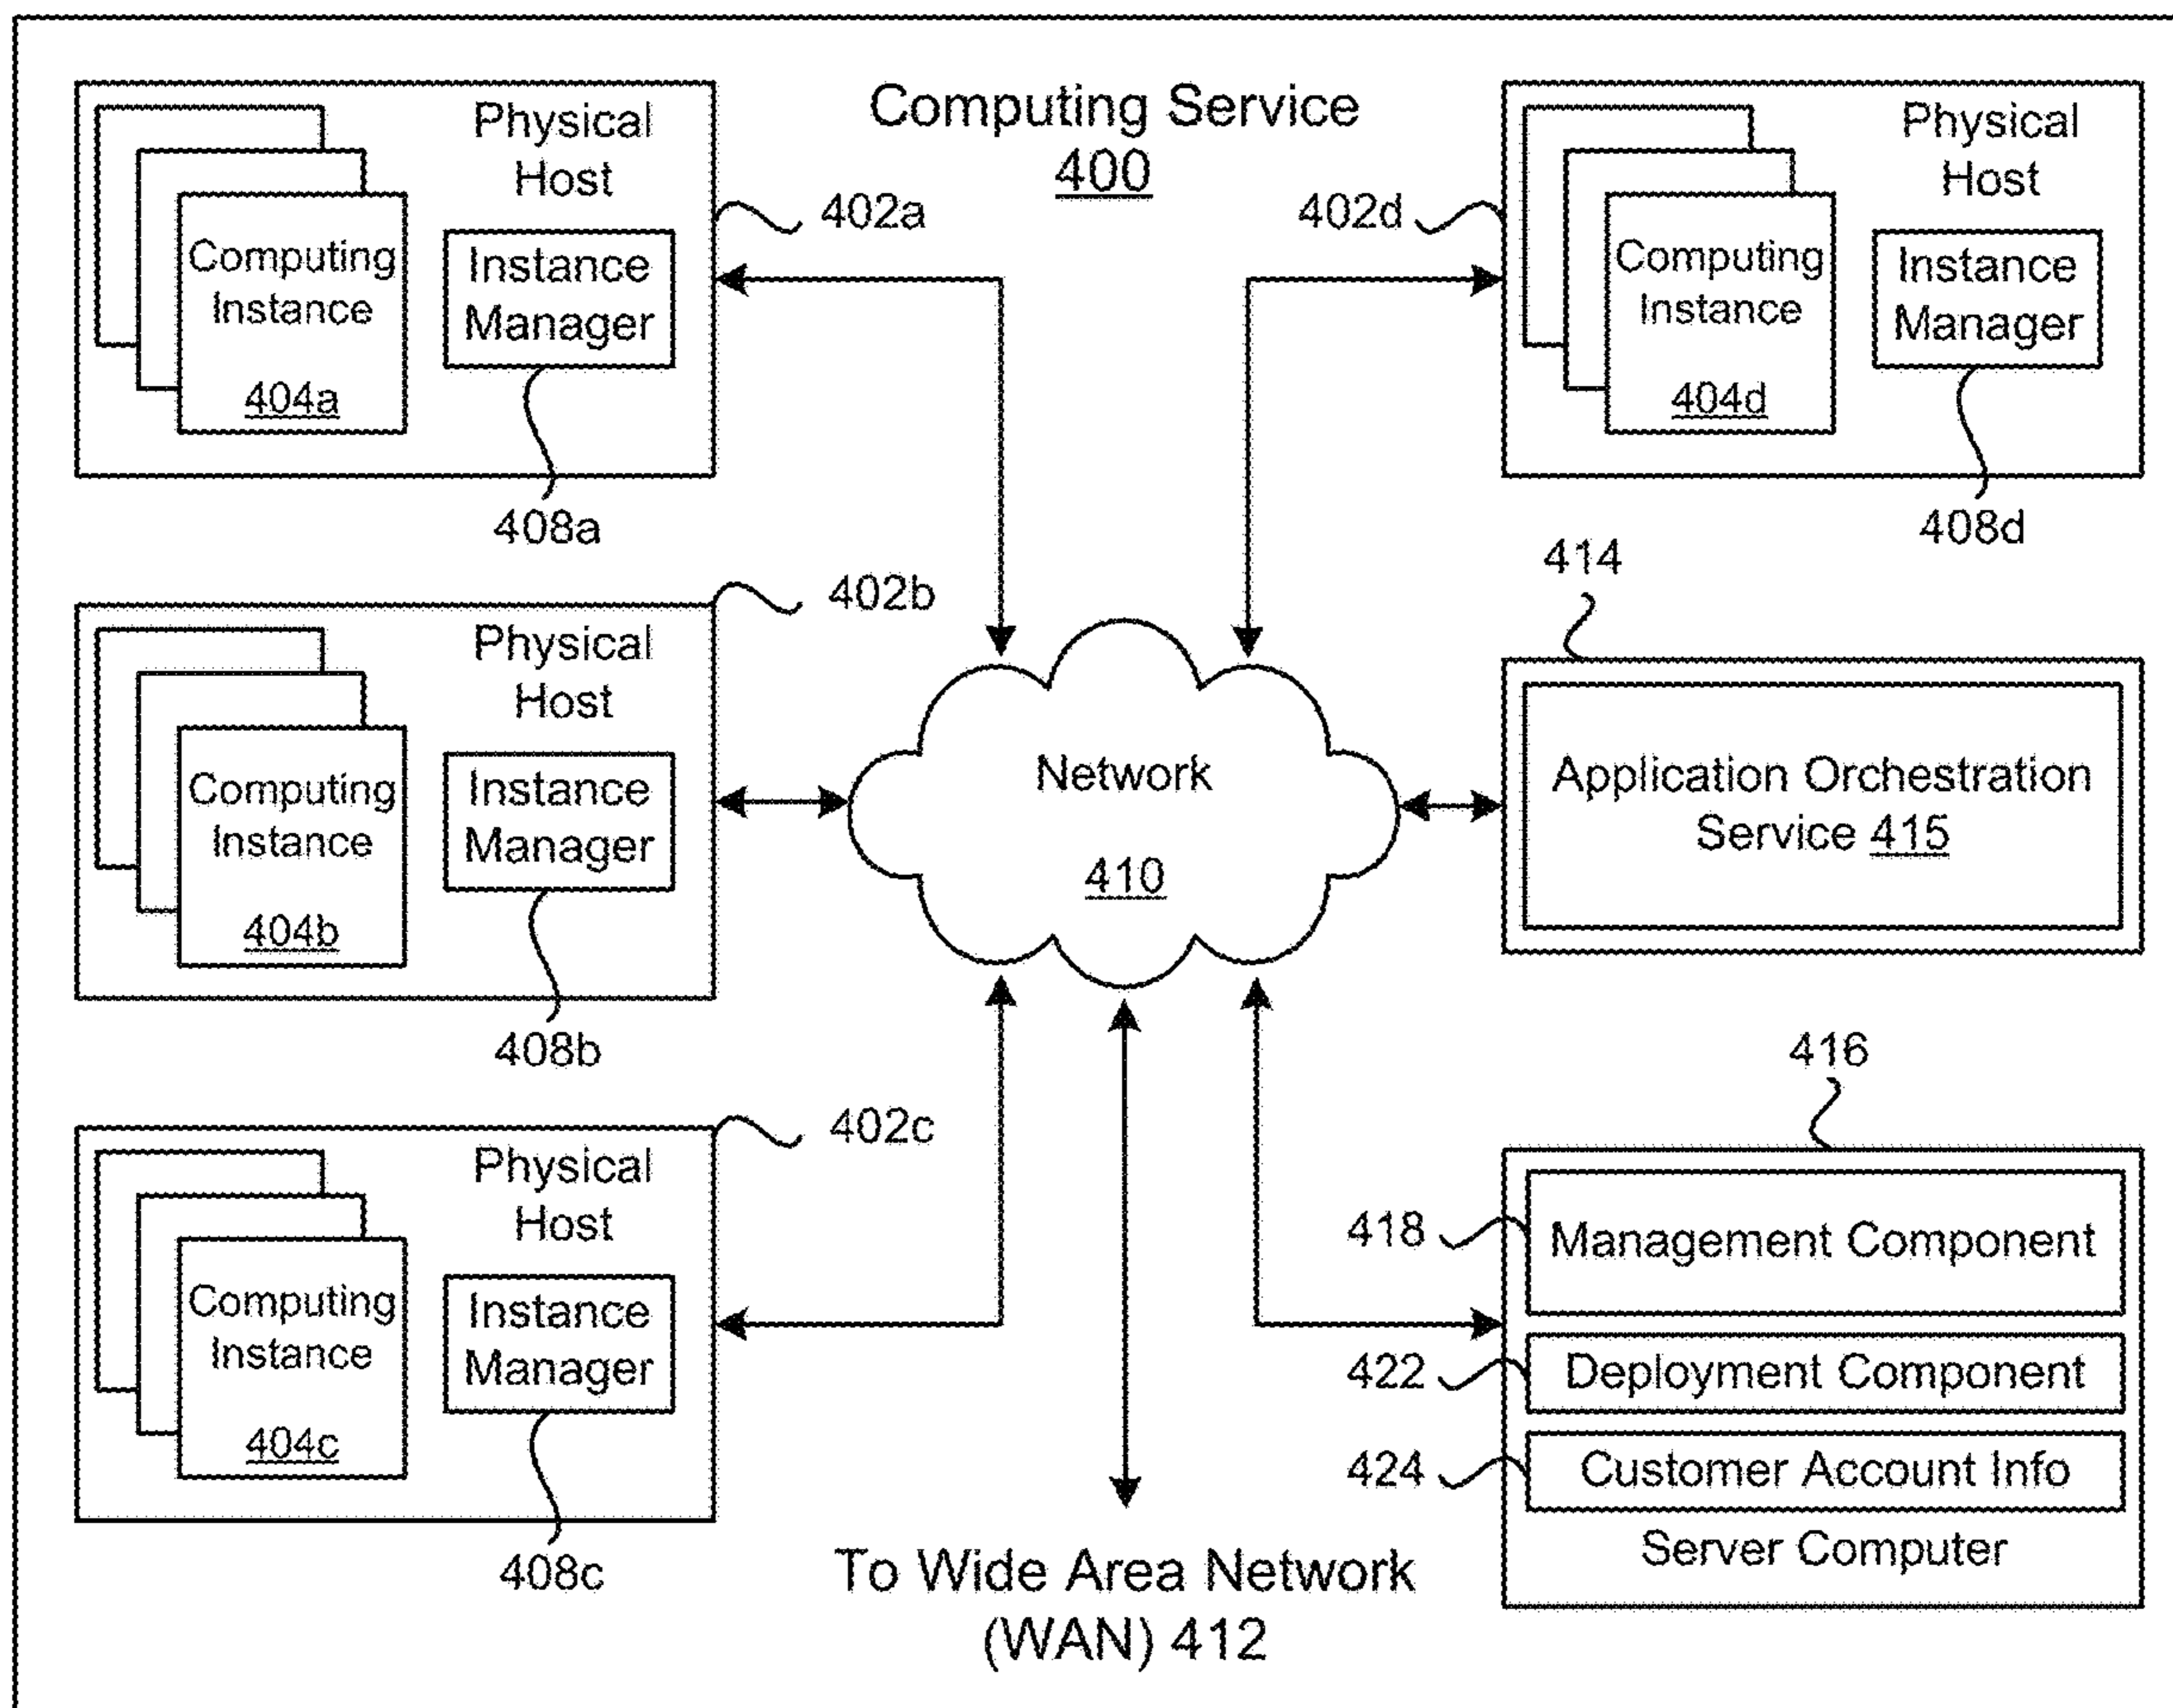 Computing Service
400
Physical
Host
402a
Computing
Instance
404a
Instance
Manager
408a
Physical
Host
402d
Computing
Instance
404d
Instance
Manager
408d
Physical
Host
402b
Computing
Instance
404b
Instance
Manager
408b
Network
410
414
Application Orchestration
Service 415
Physical
Host
402c
Computing
Instance
404c
Instance
Manager
408c
416
418
Management Component
422
Deployment Component
424
Customer Account Info
Server Computer
To Wide Area Network
(WAN) 412